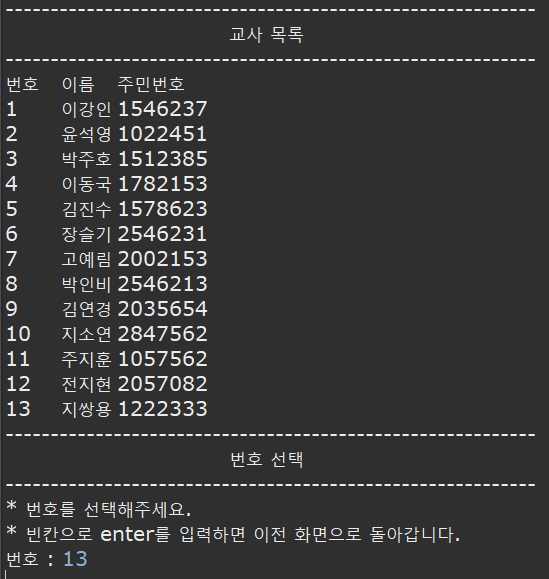 ------------------------------------------------------------
교사 목록
------------------------------------------------------------
번호 이름 주민번호
1 이강인 1546237
2 윤석영 1022451
3 박주호 1512385
4 이동국 1782153
5 김진수 1578623
6 장슬기 2546231
7 고예림 2002153
8 박인비 2546213
9 김연경 2035654
10 지소연 2847562
11 주지훈 1057562
12 전지현 2057082
13 지쌍용 1222333
------------------------------------------------------------
번호 선택
------------------------------------------------------------
* 번호를 선택해주세요.
* 빈칸으로 enter를 입력하면 이전 화면으로 돌아갑니다.
번호 : 13